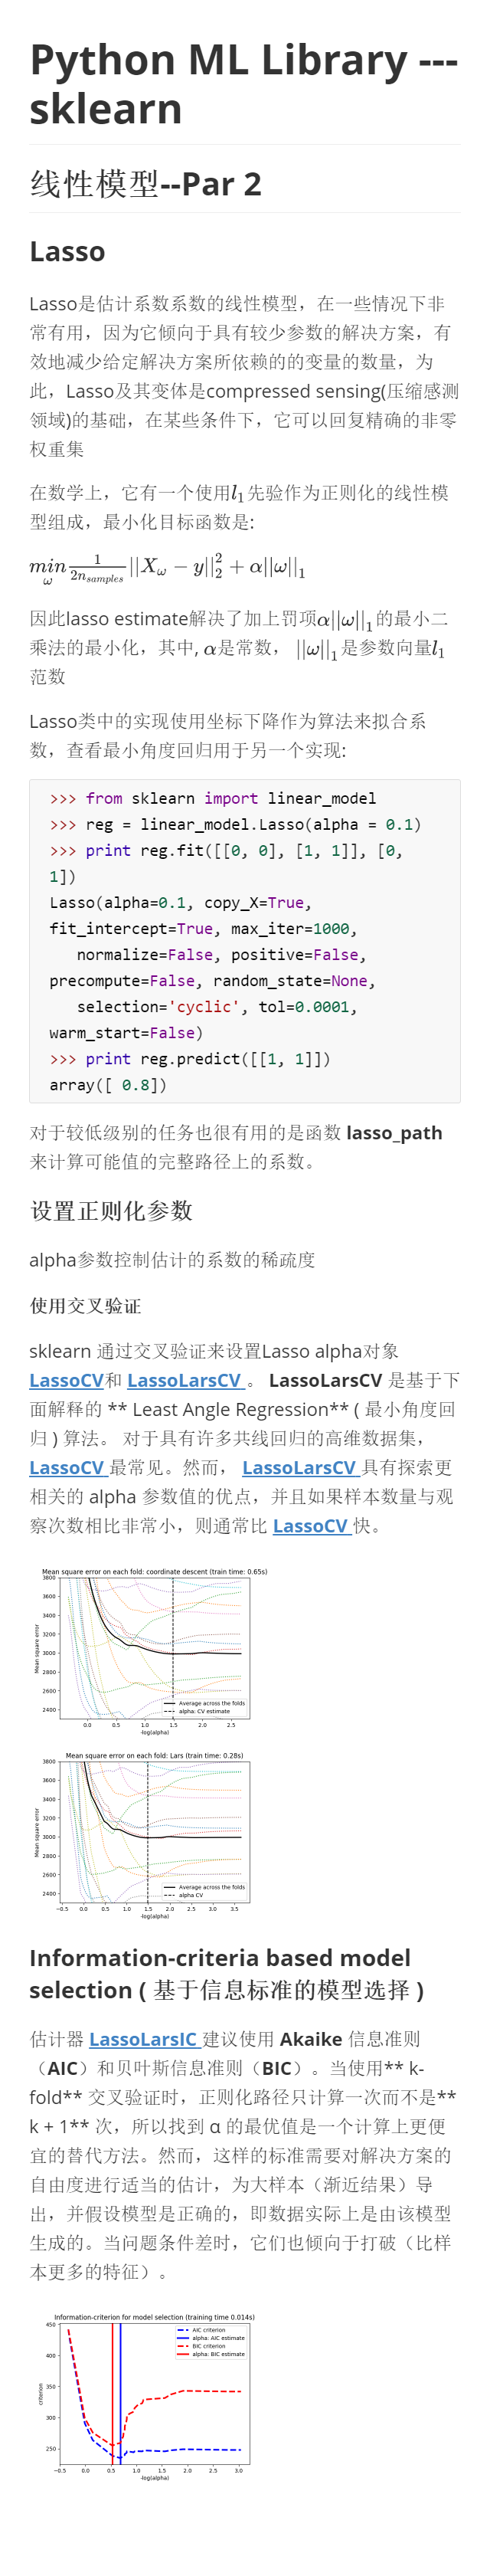 Python ML Library ---
sklearn
线性模型--Par 2
Lasso
Lasso是估计系数系数的线性模型，在一些情况下非
常有用，因为它倾向于具有较少参数的解决方案，有
效地减少给定解决方案所依赖的的变量的数量，为
此，Lasso及其变体是compressed sensing(压缩感测
领域)的基础，在某些条件下，它可以回复精确的非零
权重集
在数学上，它有一个使用l₁先验作为正则化的线性模
型组成，最小化目标函数是:
min_ω 1/(2n_samples) ||X_ω − y||₂² + α||ω||₁
因此lasso estimate解决了加上罚项α||ω||₁的最小二
乘法的最小化，其中, α是常数， ||ω||₁是参数向量l₁
范数
Lasso类中的实现使用坐标下降作为算法来拟合系
数，查看最小角度回归用于另一个实现:
>>> from sklearn import linear_model
>>> reg = linear_model.Lasso(alpha = 0.1)
>>> print reg.fit([[0, 0], [1, 1]], [0,
1])
Lasso(alpha=0.1, copy_X=True,
fit_intercept=True, max_iter=1000,
normalize=False, positive=False,
precompute=False, random_state=None,
selection='cyclic', tol=0.0001,
warm_start=False)
>>> print reg.predict([[1, 1]])
array([ 0.8])
对于较低级别的任务也很有用的是函数 lasso_path
来计算可能值的完整路径上的系数。
设置正则化参数
alpha参数控制估计的系数的稀疏度
使用交叉验证
sklearn 通过交叉验证来设置Lasso alpha对象
LassoCV和 LassoLarsCV 。 LassoLarsCV 是基于下
面解释的 ** Least Angle Regression** ( 最小角度回
归 ) 算法。 对于具有许多共线回归的高维数据集，
LassoCV 最常见。然而， LassoLarsCV 具有探索更
相关的 alpha 参数值的优点，并且如果样本数量与观
察次数相比非常小，则通常比 LassoCV 快。
Mean square error on each fold: coordinate descent (train time: 0.65s)
3800
3600
3400
3200
3000
2800
2600
2400
Mean square error
Average across the folds
alpha: CV estimate
0.0 0.5 1.0 1.5 2.0 2.5
-log(alpha)
Mean square error on each fold: Lars (train time: 0.28s)
3800
3600
3400
3200
3000
2800
2600
2400
Mean square error
Average across the folds
alpha CV
-0.5 0.0 0.5 1.0 1.5 2.0 2.5 3.0 3.5
-log(alpha)
Information-criteria based model
selection ( 基于信息标准的模型选择 )
估计器 LassoLarsIC 建议使用 Akaike 信息准则
（AIC）和贝叶斯信息准则（BIC）。当使用** k-
fold** 交叉验证时，正则化路径只计算一次而不是**
k + 1** 次，所以找到 α 的最优值是一个计算上更便
宜的替代方法。然而，这样的标准需要对解决方案的
自由度进行适当的估计，为大样本（渐近结果）导
出，并假设模型是正确的，即数据实际上是由该模型
生成的。当问题条件差时，它们也倾向于打破（比样
本更多的特征）。
Information-criterion for model selection (training time 0.014s)
450
400
350
300
250
criterion
AIC criterion
alpha: AIC estimate
BIC criterion
alpha: BIC estimate
-0.5 0.0 0.5 1.0 1.5 2.0 2.5 3.0
-log(alpha)